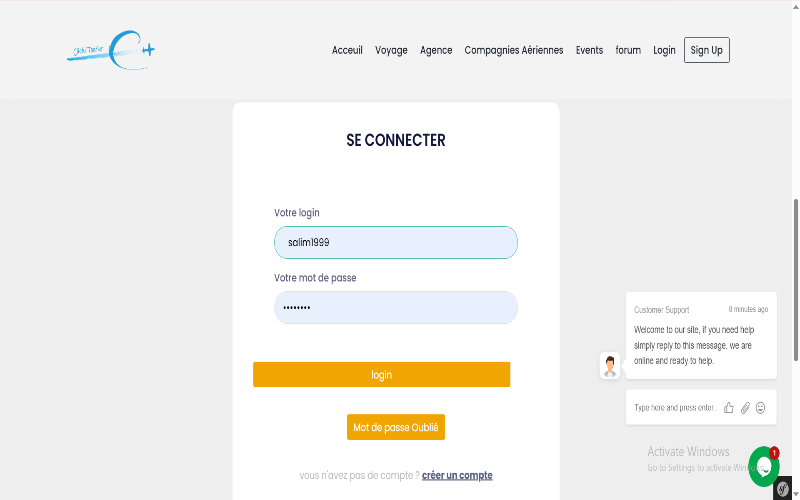 Click Tasfer
Acceuil Voyage Agence Compagnies Aériennes Events forum Login Sign Up
SE CONNECTER
Votre login
salim1999
Votre mot de passe
login
Mot de passe Oublié
vous n'avez pas de compte ? créer un compte
Customer Support 8 minutes ago
Welcome to our site, if you need help
simply reply to this message, we are
online and ready to help.
Type here and press enter.
Activate Windows
Go to Settings to activate Windows.
1